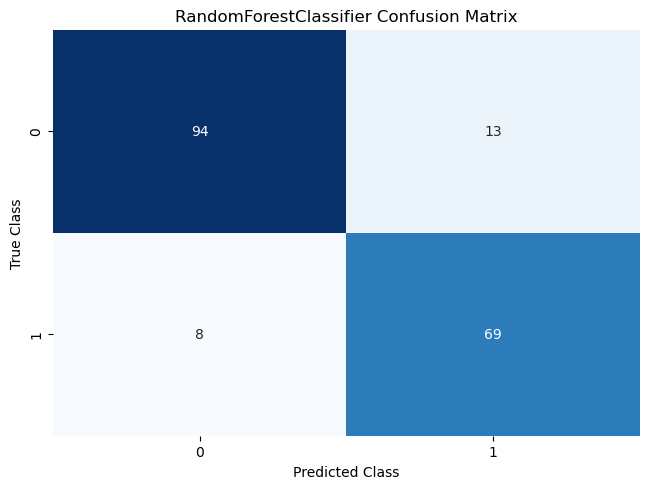 RandomForestClassifier Confusion Matrix
True Class
0
94
13
1
8
69
0
1
Predicted Class